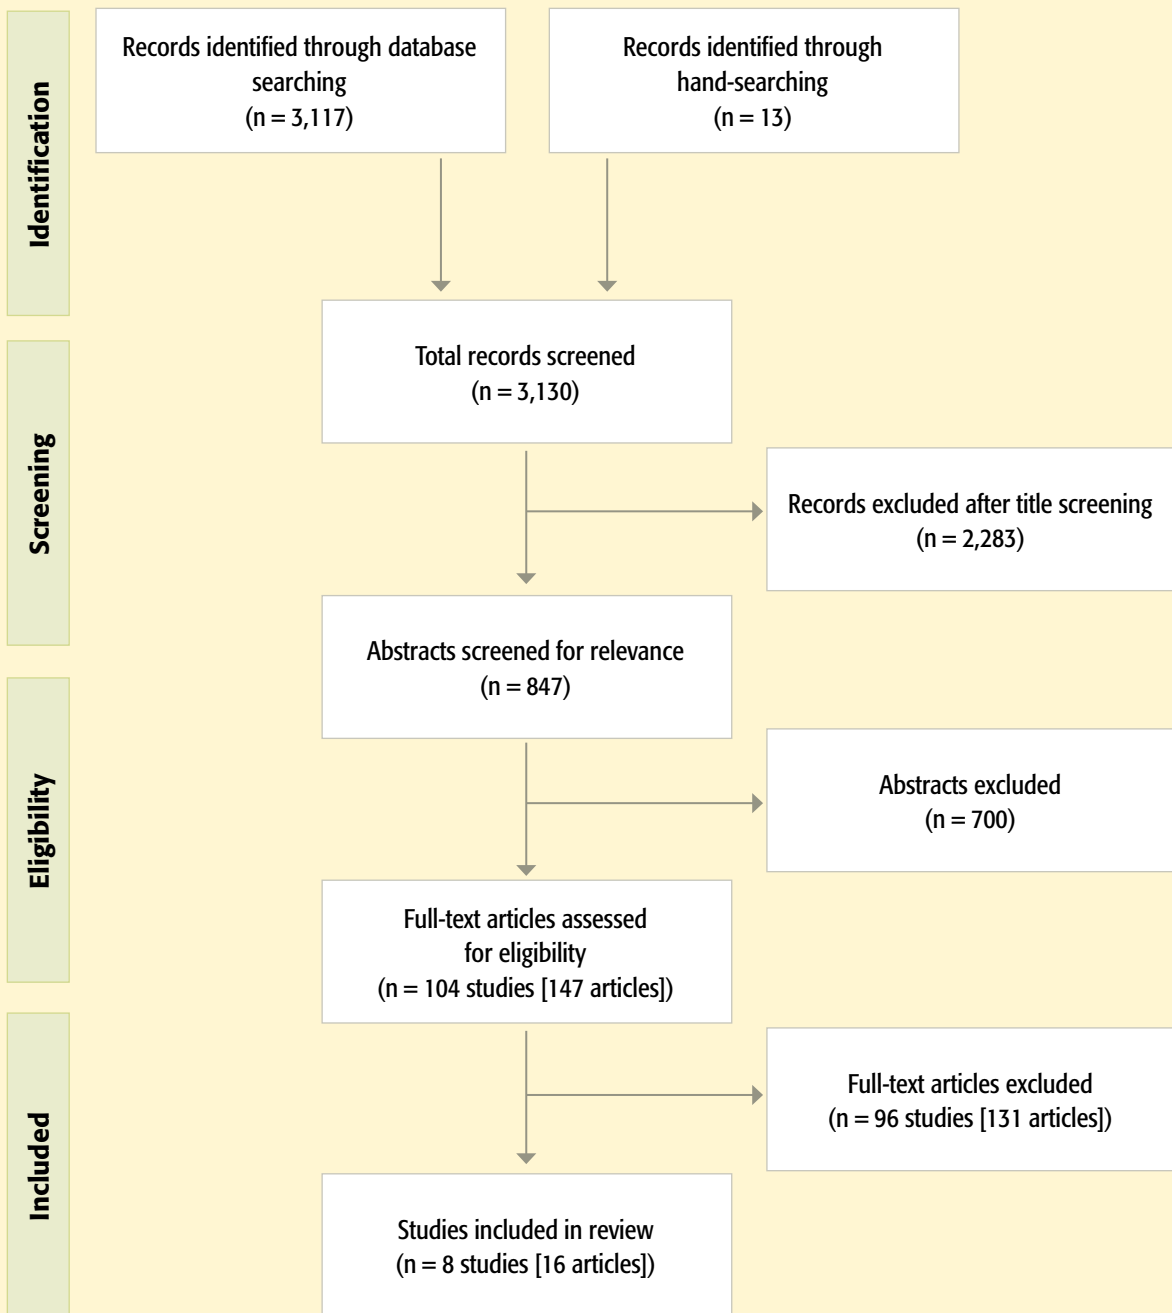 Identification
Records identified through database
searching
(n = 3,117)
Records identified through
hand-searching
(n = 13)
Screening
Total records screened
(n = 3,130)
Records excluded after title screening
(n = 2,283)
Abstracts screened for relevance
(n = 847)
Eligibility
Abstracts excluded
(n = 700)
Full-text articles assessed
for eligibility
(n = 104 studies [147 articles])
Included
Full-text articles excluded
(n = 96 studies [131 articles])
Studies included in review
(n = 8 studies [16 articles])